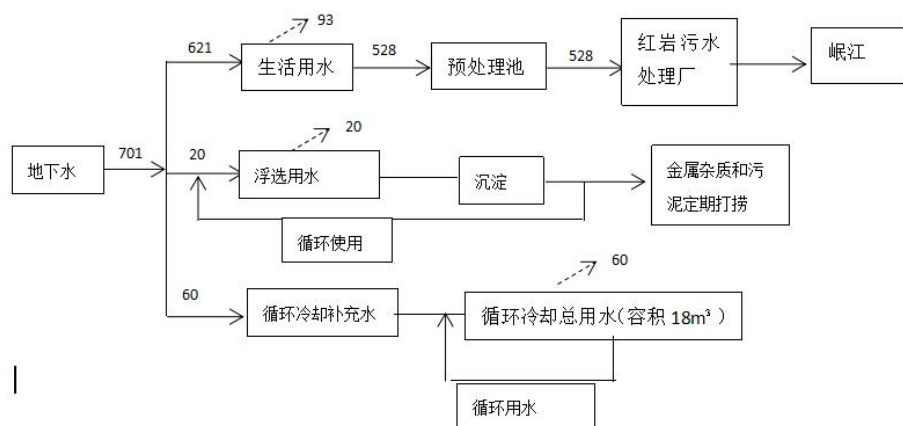 93
621
生活用水
528
预处理池
528
红岩污水
处理厂
岷江
地下水
701
20
20
浮选用水
沉淀
金属杂质和污
泥定期打捞
循环使用
60
60
循环冷却补充水
循环冷却总用水(容积 18m³ )
循环用水